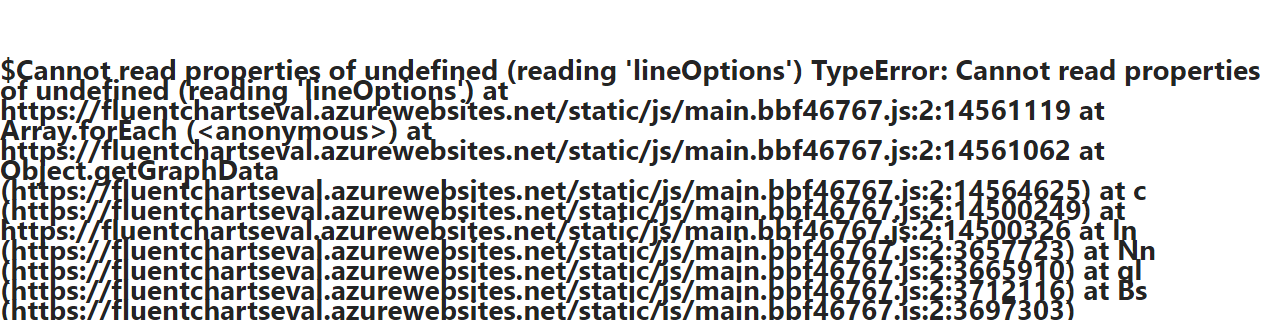 $Cannot read properties of undefined (reading 'lineOptions') TypeError: Cannot read properties
of undefined (reading 'lineOptions') at
https://fluentchartseval.azurewebsites.net/static/js/main.bbf46767.js:2:14561119 at
Array.forEach (<anonymous>) at
https://fluentchartseval.azurewebsites.net/static/js/main.bbf46767.js:2:14561062 at
Object.getGraphData
(https://fluentchartseval.azurewebsites.net/static/js/main.bbf46767.js:2:14564625) at c
(https://fluentchartseval.azurewebsites.net/static/js/main.bbf46767.js:2:14500249) at
https://fluentchartseval.azurewebsites.net/static/js/main.bbf46767.js:2:14500326 at ln
(https://fluentchartseval.azurewebsites.net/static/js/main.bbf46767.js:2:3657723) at Nn
(https://fluentchartseval.azurewebsites.net/static/js/main.bbf46767.js:2:3665910) at gl
(https://fluentchartseval.azurewebsites.net/static/js/main.bbf46767.js:2:3712116) at Bs
(https://fluentchartseval.azurewebsites.net/static/js/main.bbf46767.js:2:3697303)